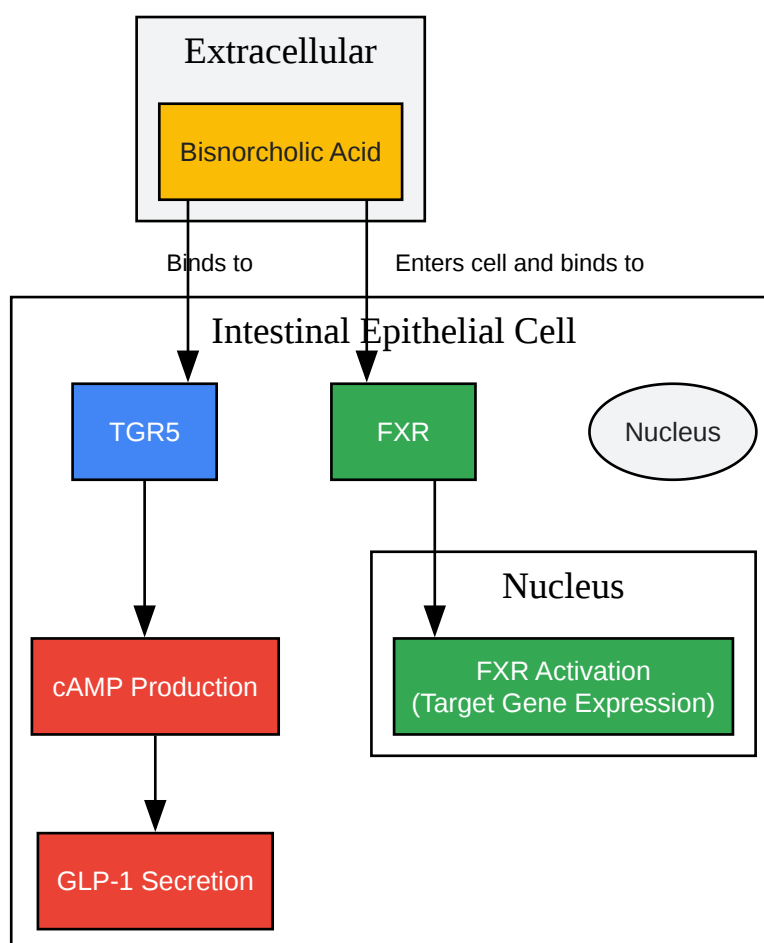 Extracellular
Bisnorcholic Acid
Binds to
Enters cell and binds to
Intestinal Epithelial Cell
TGR5
FXR
Nucleus
Nucleus
cAMP Production
FXR Activation
(Target Gene Expression)
GLP-1 Secretion